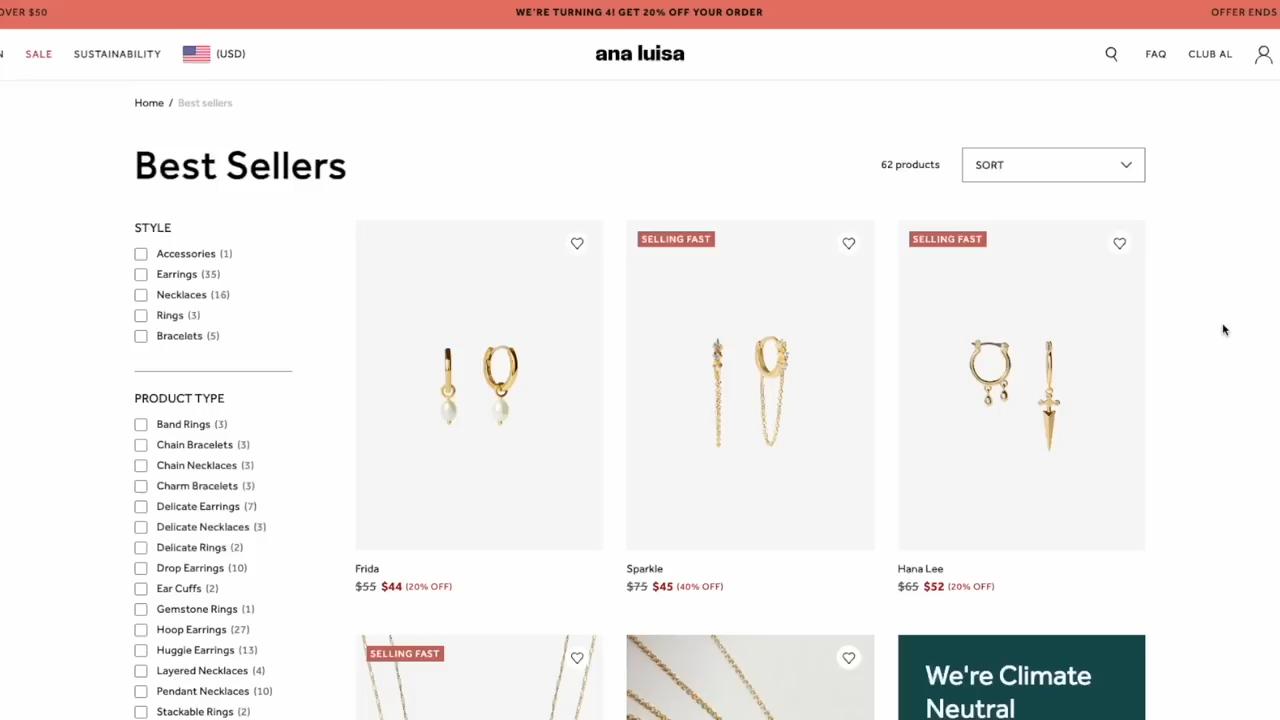 OVER $50
WE'RE TURNING 4! GET 20% OFF YOUR ORDER
OFFER ENDS
N SALE SUSTAINABILITY (USD)
ana luisa
FAQ CLUB AL
Home / Best sellers
Best Sellers
62 products
SORT
STYLE
Accessories (1)
Earrings (35)
Necklaces (16)
Rings (3)
Bracelets (5)
PRODUCT TYPE
Band Rings (3)
Chain Bracelets (3)
Chain Necklaces (3)
Charm Bracelets (3)
Delicate Earrings (7)
Delicate Necklaces (3)
Delicate Rings (2)
Drop Earrings (10)
Ear Cuffs (2)
Gemstone Rings (1)
Hoop Earrings (27)
Huggie Earrings (13)
Layered Necklaces (4)
Pendant Necklaces (10)
Stackable Rings (2)
Frida
$55 $44 (20% OFF)
SELLING FAST
Sparkle
$75 $45 (40% OFF)
SELLING FAST
Hana Lee
$65 $52 (20% OFF)
SELLING FAST
We're Climate
Neutral